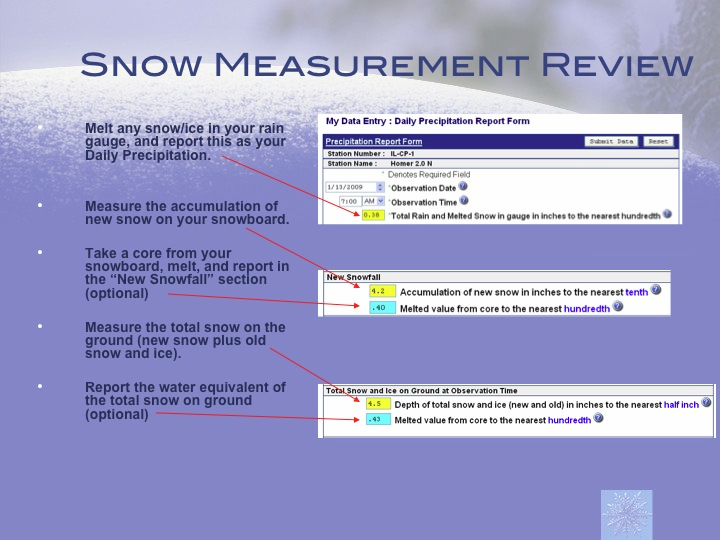 Snow Measurement Review
• Melt any snow/ice in your rain
gauge, and report this as your
Daily Precipitation.
• Measure the accumulation of
new snow on your snowboard.
• Take a core from your
snowboard, melt, and report in
the “New Snowfall” section
(optional)
• Measure the total snow on the
ground (new snow plus old
snow and ice).
• Report the water equivalent of
the total snow on ground
(optional)
My Data Entry : Daily Precipitation Report Form
Precipitation Report Form Submit Data Reset
Station Number : IL-CP-1
Station Name : Homer 2.0 N
* Denotes Required Field
1/13/2009 *Observation Date ?
7:00 AM *Observation Time ?
0.38 *Total Rain and Melted Snow in gauge in inches to the nearest hundredth ?
New Snowfall
4.2 Accumulation of new snow in inches to the nearest tenth ?
.40 Melted value from core to the nearest hundredth ?
Total Snow and Ice on Ground at Observation Time
4.5 Depth of total snow and ice (new and old) in inches to the nearest half inch ?
.43 Melted value from core to the nearest hundredth ?